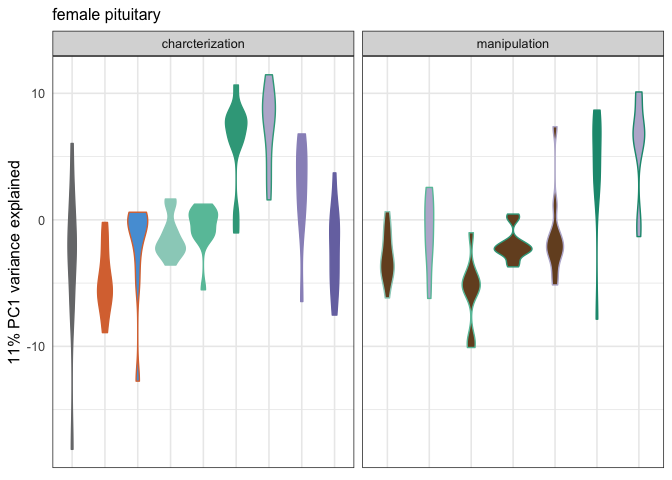 female pituitary
charcterization
manipulation
11% PC1 variance explained
10
0
-10